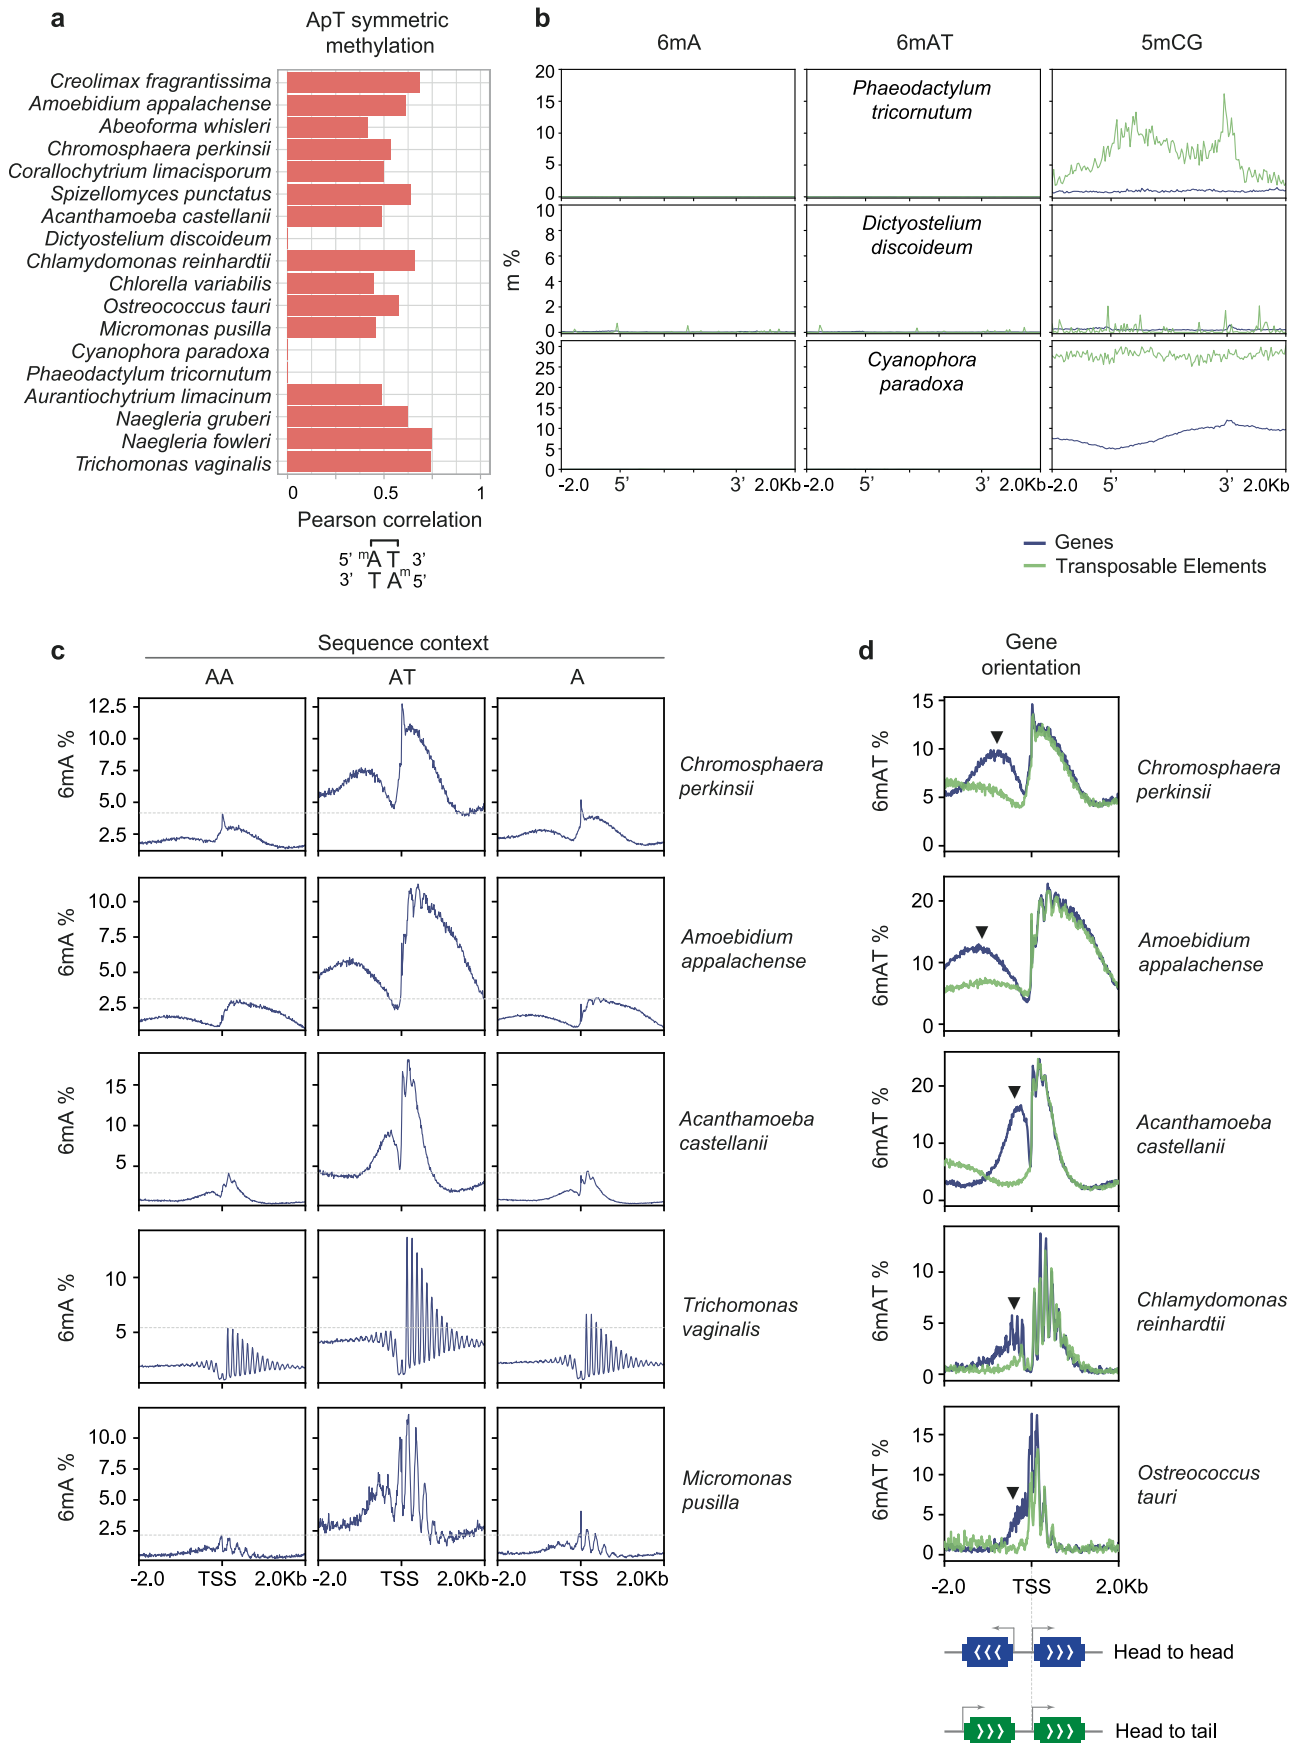 a
ApT symmetric
methylation
Creolimax fragrantissima
Amoebidium appalachense
Abeoforma whisleri
Chromosphaera perkinsii
Corallochytrium limacisporum
Spizellomyces punctatus
Acanthamoeba castellanii
Dictyostelium discoideum
Chlamydomonas reinhardtii
Chlorella variabilis
Ostreococcus tauri
Micromonas pusilla
Cyanophora paradoxa
Phaeodactylum tricornutum
Aurantiochytrium limacinum
Naegleria gruberi
Naegleria fowleri
Trichomonas vaginalis
0 0.5 1
Pearson correlation
5' mA T 3'
3' T Am 5'
b
6mA 6mAT 5mCG
m %
20
15
10
5
0
Phaeodactylum
tricornutum
10
8
6
4
2
0
Dictyostelium
discoideum
30
25
20
15
10
5
0
Cyanophora
paradoxa
-2.0 5' 3' 2.0Kb -2.0 5' 3' 2.0Kb -2.0 5' 3' 2.0Kb
Genes
Transposable Elements
c
Sequence context
AA AT A
6mA %
12.5
10.0
7.5
5.0
2.5
Chromosphaera
perkinsii
6mA %
10.0
7.5
5.0
2.5
Amoebidium
appalachense
6mA %
15
10
5
Acanthamoeba
castellanii
6mA %
10
5
Trichomonas
vaginalis
6mA %
10.0
7.5
5.0
2.5
Micromonas
pusilla
-2.0 TSS 2.0Kb -2.0 TSS 2.0Kb -2.0 TSS 2.0Kb
d
Gene
orientation
6mAT %
15
10
5
0
Chromosphaera
perkinsii
6mAT %
20
10
0
Amoebidium
appalachense
6mAT %
20
10
0
Acanthamoeba
castellanii
6mAT %
10
5
0
Chlamydomonas
reinhardtii
6mAT %
15
10
5
0
Ostreococcus
tauri
-2.0 TSS 2.0Kb
Head to head
Head to tail